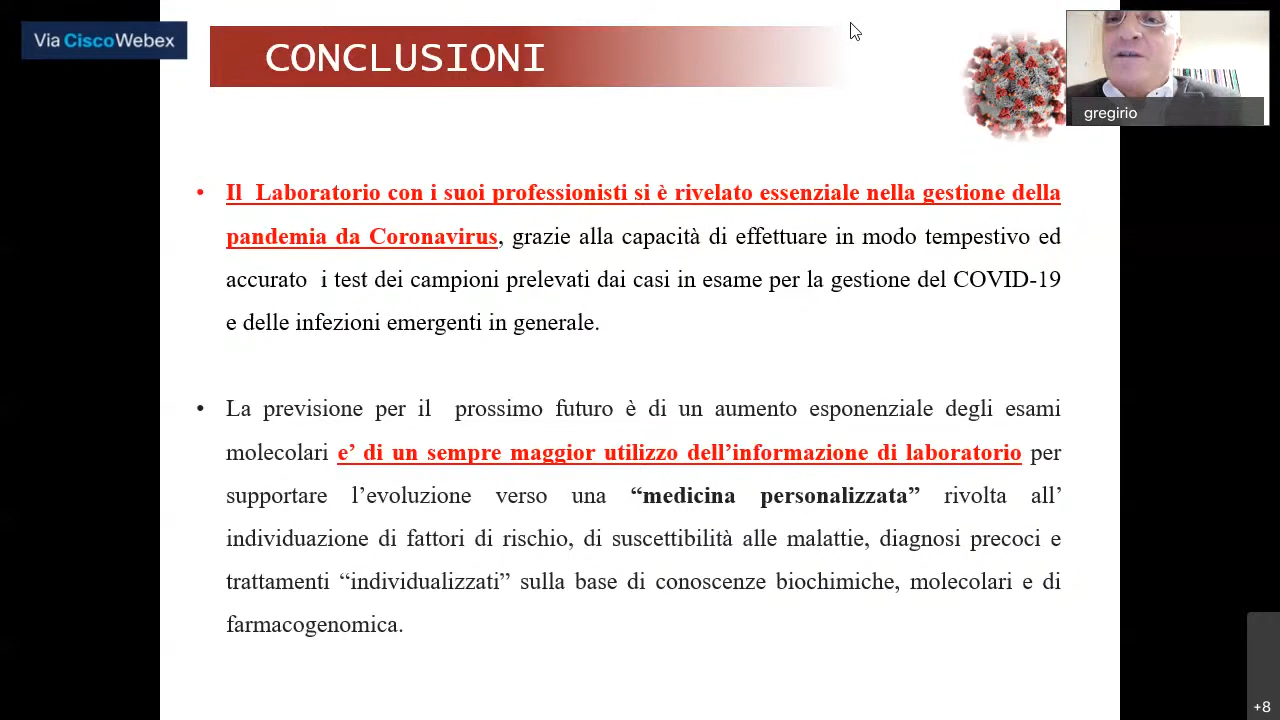 Via CiscoWebex
CONCLUSIONI
gregirio
• Il Laboratorio con i suoi professionisti si è rivelato essenziale nella gestione della
pandemia da Coronavirus, grazie alla capacità di effettuare in modo tempestivo ed
accurato i test dei campioni prelevati dai casi in esame per la gestione del COVID-19
e delle infezioni emergenti in generale.
• La previsione per il prossimo futuro è di un aumento esponenziale degli esami
molecolari e’ di un sempre maggior utilizzo dell’informazione di laboratorio per
supportare l’evoluzione verso una “medicina personalizzata” rivolta all’
individuazione di fattori di rischio, di suscettibilità alle malattie, diagnosi precoci e
trattamenti “individualizzati” sulla base di conoscenze biochimiche, molecolari e di
farmacogenomica.
+8